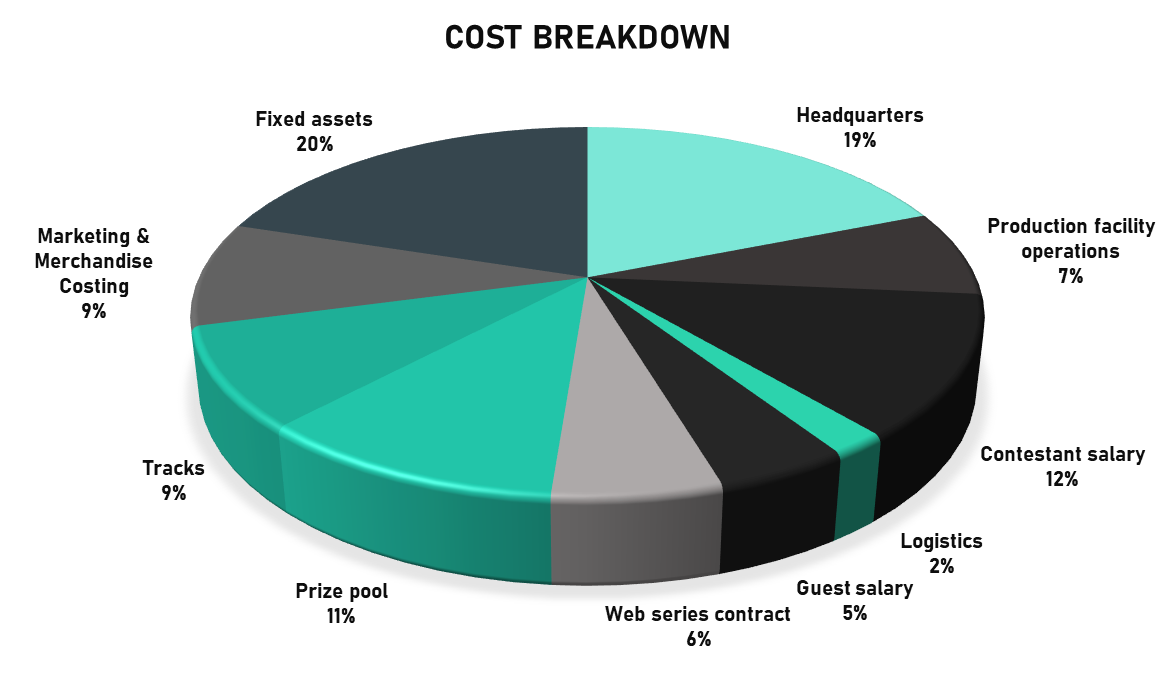 COST BREAKDOWN
Fixed assets
20%
Headquarters
19%
Production facility
operations
7%
Marketing &
Merchandise
Costing
9%
Contestant salary
12%
Tracks
9%
Logistics
2%
Guest salary
5%
Prize pool
11%
Web series contract
6%